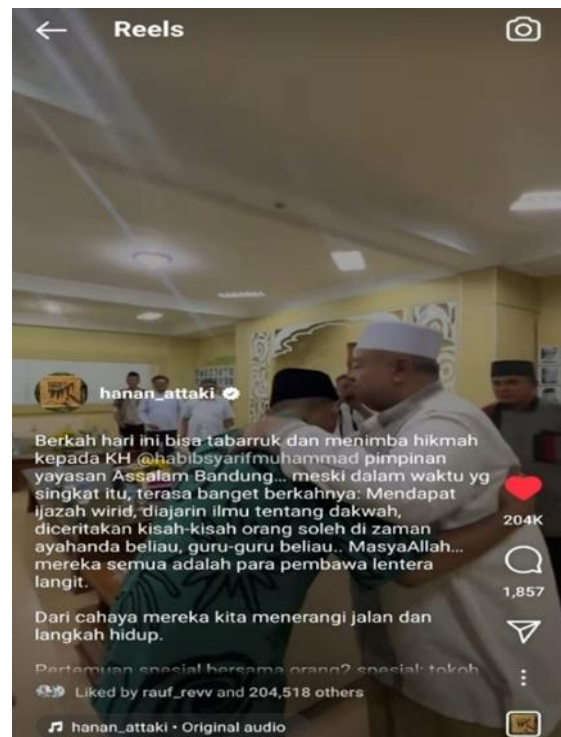 Reels
hanan_attaki
Berkah hari ini bisa tabarruk dan menimba hikmah
kepada KH @habibsyarifmuhammad pimpinan
yayasan Assalam Bandung... meski dalam waktu yg
singkat itu, terasa banget berkahnya: Mendapat
ijazah wirid, diajarin ilmu tentang dakwah,
diceritakan kisah-kisah orang soleh di zaman
ayahanda beliau, guru-guru beliau.. MasyaAllah...
mereka semua adalah para pembawa lentera
langit.
Dari cahaya mereka kita menerangi jalan dan
langkah hidup.
Pertemuan spesial bersama orang2 spesial: tokoh
Liked by rauf_revv and 204,518 others
hanan_attaki • Original audio
204K
1,857